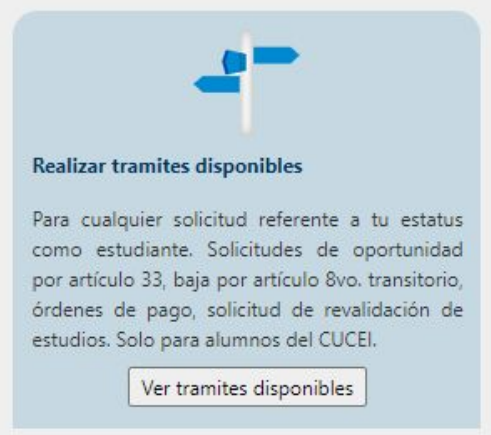 Realizar tramites disponibles
Para cualquier solicitud referente a tu estatus
como estudiante. Solicitudes de oportunidad
por artículo 33, baja por artículo 8vo. transitorio,
órdenes de pago, solicitud de revalidación de
estudios. Solo para alumnos del CUCEI.
Ver tramites disponibles